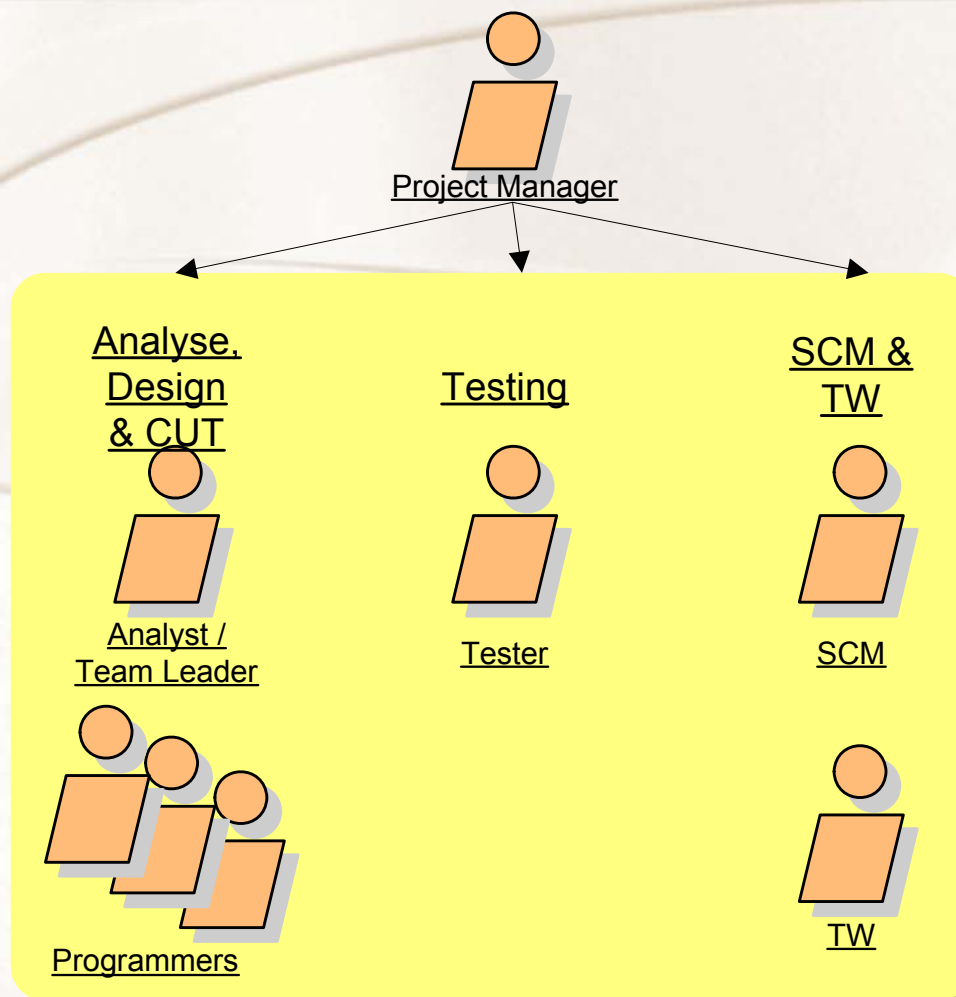 Project Manager
Analyse,
Design
& CUT
Testing
SCM &
TW
Analyst /
Team Leader
Tester
SCM
Programmers
TW